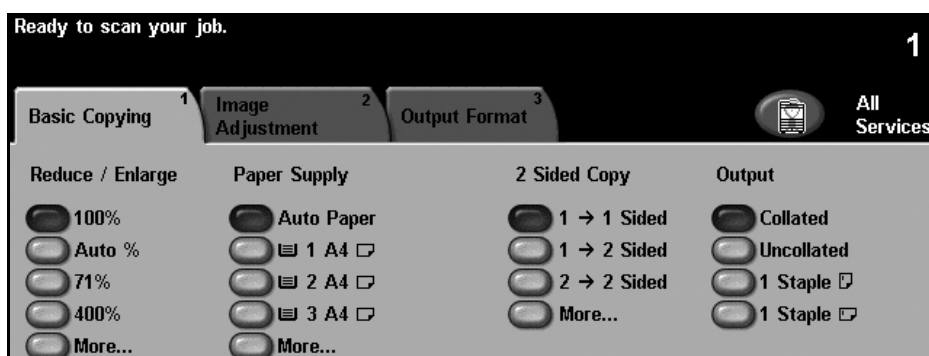 Ready to scan your job.
1
Basic Copying 1
Image Adjustment 2
Output Format 3
All Services
Reduce / Enlarge
100%
Auto %
71%
400%
More...
Paper Supply
Auto Paper
1 A4
2 A4
3 A4
More...
2 Sided Copy
1 → 1 Sided
1 → 2 Sided
2 → 2 Sided
More...
Output
Collated
Uncollated
1 Staple
1 Staple